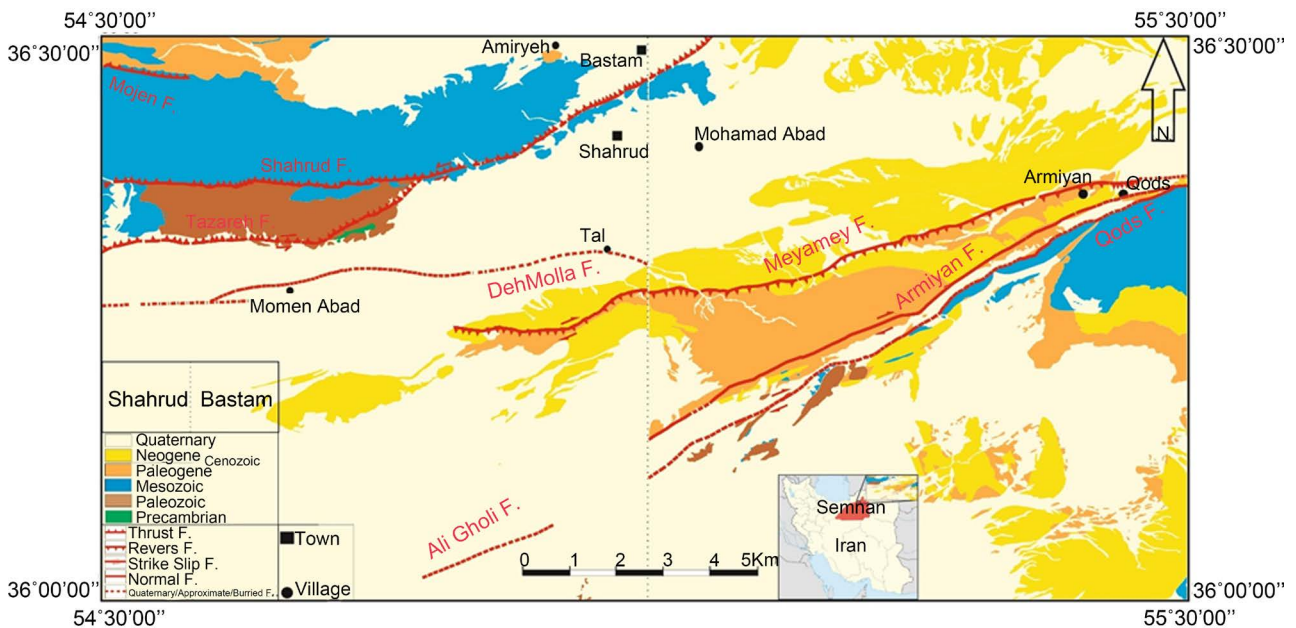 54˚30'00''
55˚30'00''
36˚30'00''
36˚30'00''
Amiryeh
Bastam
N
Mojen F.
Mohamad Abad
Shahrud
Shahrud F.
Armiyan
Qods
Tazareh F.
Qods F.
Tal
Meyamey F.
DehMolla F.
Armiyan F.
Momen Abad
Shahrud
Bastam
Quaternary
Neogene
Cenozoic
Paleogene
Mesozoic
Paleozoic
Precambrian
Thrust F.
Revers F.
Strike Slip F.
Normal F.
Quaternary/Approximate/Burried F.
Town
Village
Ali Gholi F.
0 1 2 3 4 5Km
Semnan
Iran
36˚00'00''
36˚00'00''
54˚30'00''
55˚30'00''